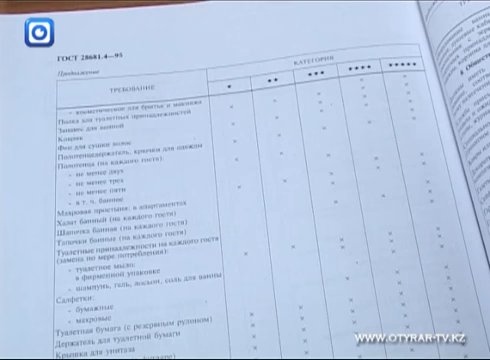 ГОСТ 28681.4—95
Продолжение
ТРЕБОВАНИЕ
КАТЕГОРИЯ
* ** *** **** *****
- косметическое для бритья и макияжа
Полка для туалетных принадлежностей
Занавес для ванной
Коврик
Фен для сушки волос
Полотенцедержатель, крючки для одежды
Полотенца (на каждого гостя):
- не менее двух
- не менее трех
- не менее пяти
- в т. ч. банное
Махровая простыня: в апартаментах
Халат банный (на каждого гостя)
Шапочка банная (на каждого гостя)
Тапочки банные (на каждого гостя)
Туалетные принадлежности на каждого гостя
(замена по мере потребления):
- туалетное мыло:
в фирменной упаковке
- шампунь, гель, лосьон, соль для ванны
Салфетки:
- бумажные
- махровые
Туалетная бумага (с резервным рулоном)
Держатель для туалетной бумаги
Крышка для унитаза
4 Общест
WWW.OTYRAR-TV.KZ